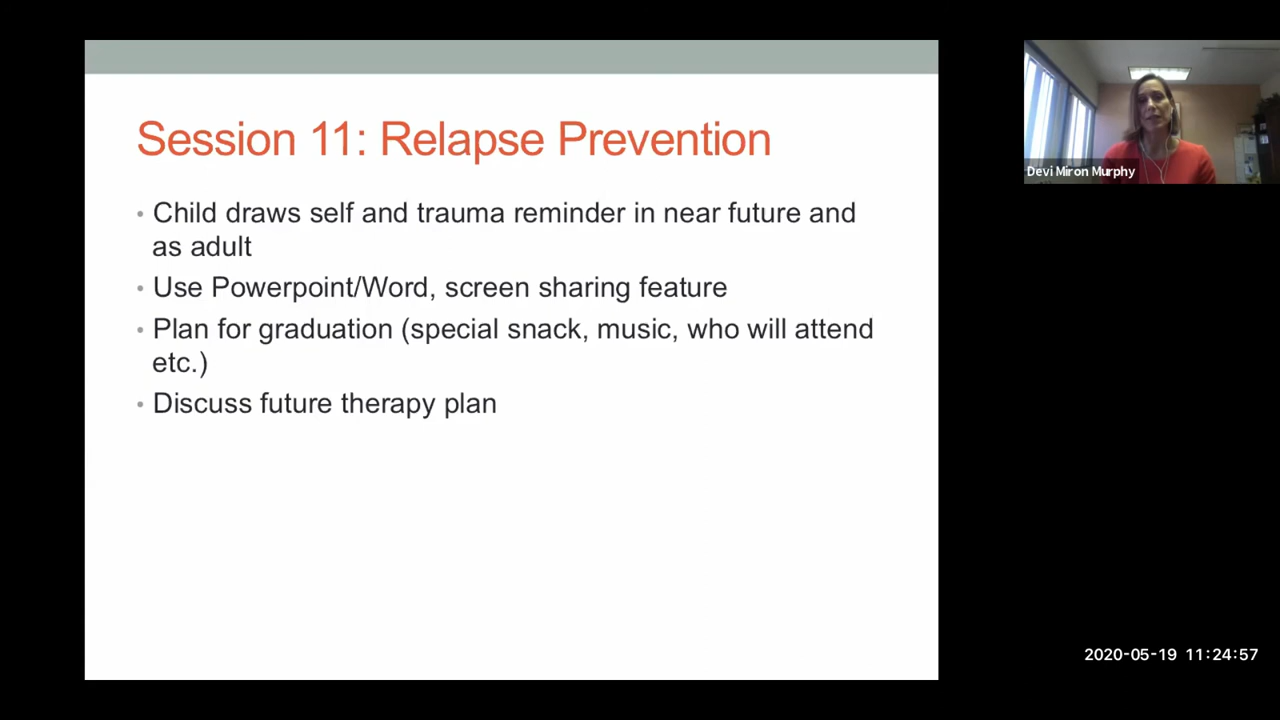 Session 11: Relapse Prevention
• Child draws self and trauma reminder in near future and
as adult
• Use Powerpoint/Word, screen sharing feature
• Plan for graduation (special snack, music, who will attend
etc.)
• Discuss future therapy plan
Devi Miron Murphy
2020-05-19 11:24:57